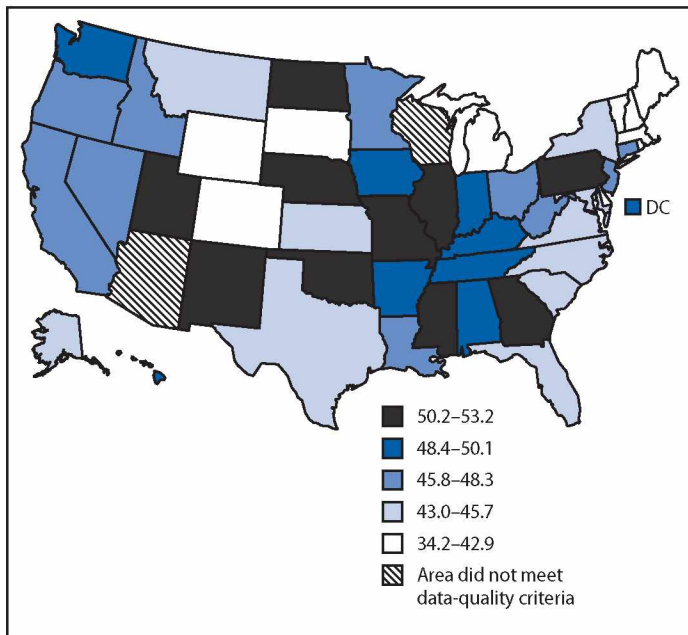 DC
50.2–53.2
48.4–50.1
45.8–48.3
43.0–45.7
34.2–42.9
Area did not meet
data-quality criteria